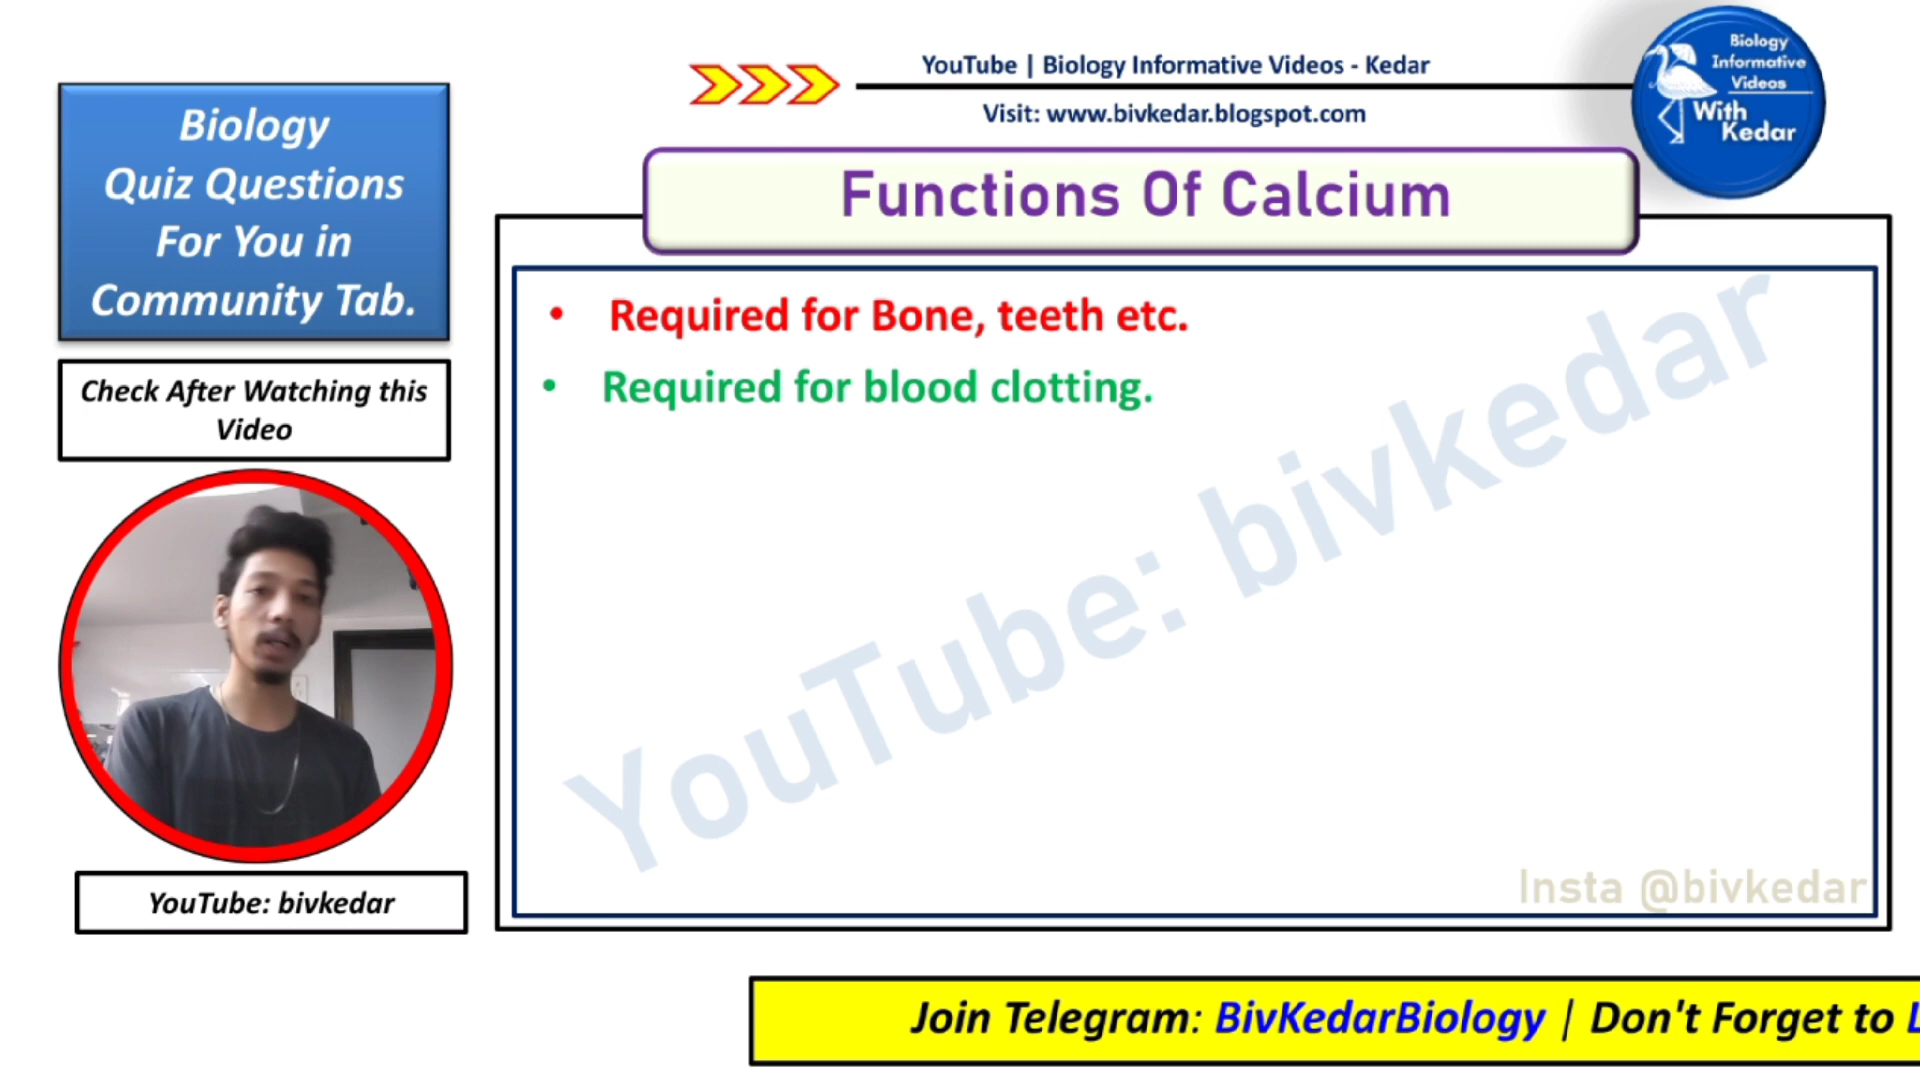 YouTube | Biology Informative Videos - Kedar
Visit: www.bivkedar.blogspot.com
Biology
Informative
Videos
With
Kedar
Biology
Quiz Questions
For You in
Community Tab.
Check After Watching this
Video
YouTube: bivkedar
Functions Of Calcium
• Required for Bone, teeth etc.
• Required for blood clotting.
YouTube: bivkedar
Insta @bivkedar
Join Telegram: BivKedarBiology | Don't Forget to